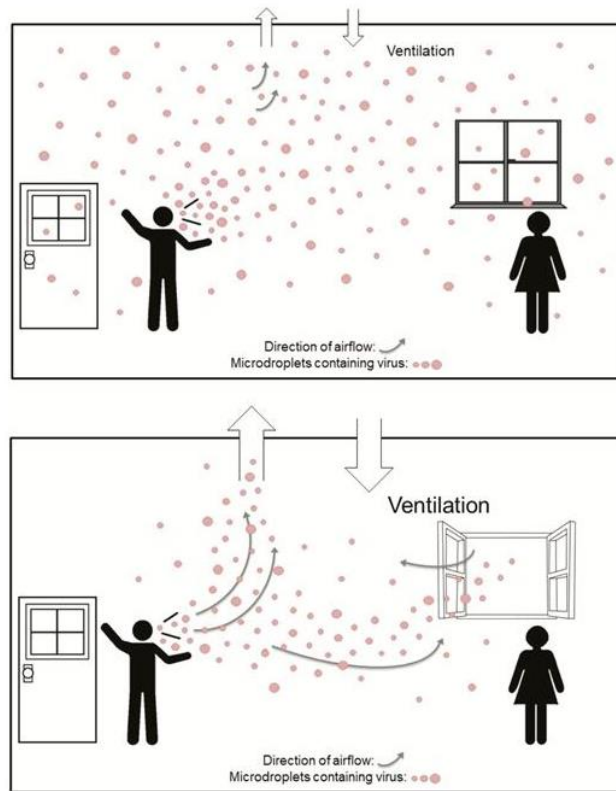 Ventilation
Direction of airflow:
Microdroplets containing virus:
Ventilation
Direction of airflow:
Microdroplets containing virus: